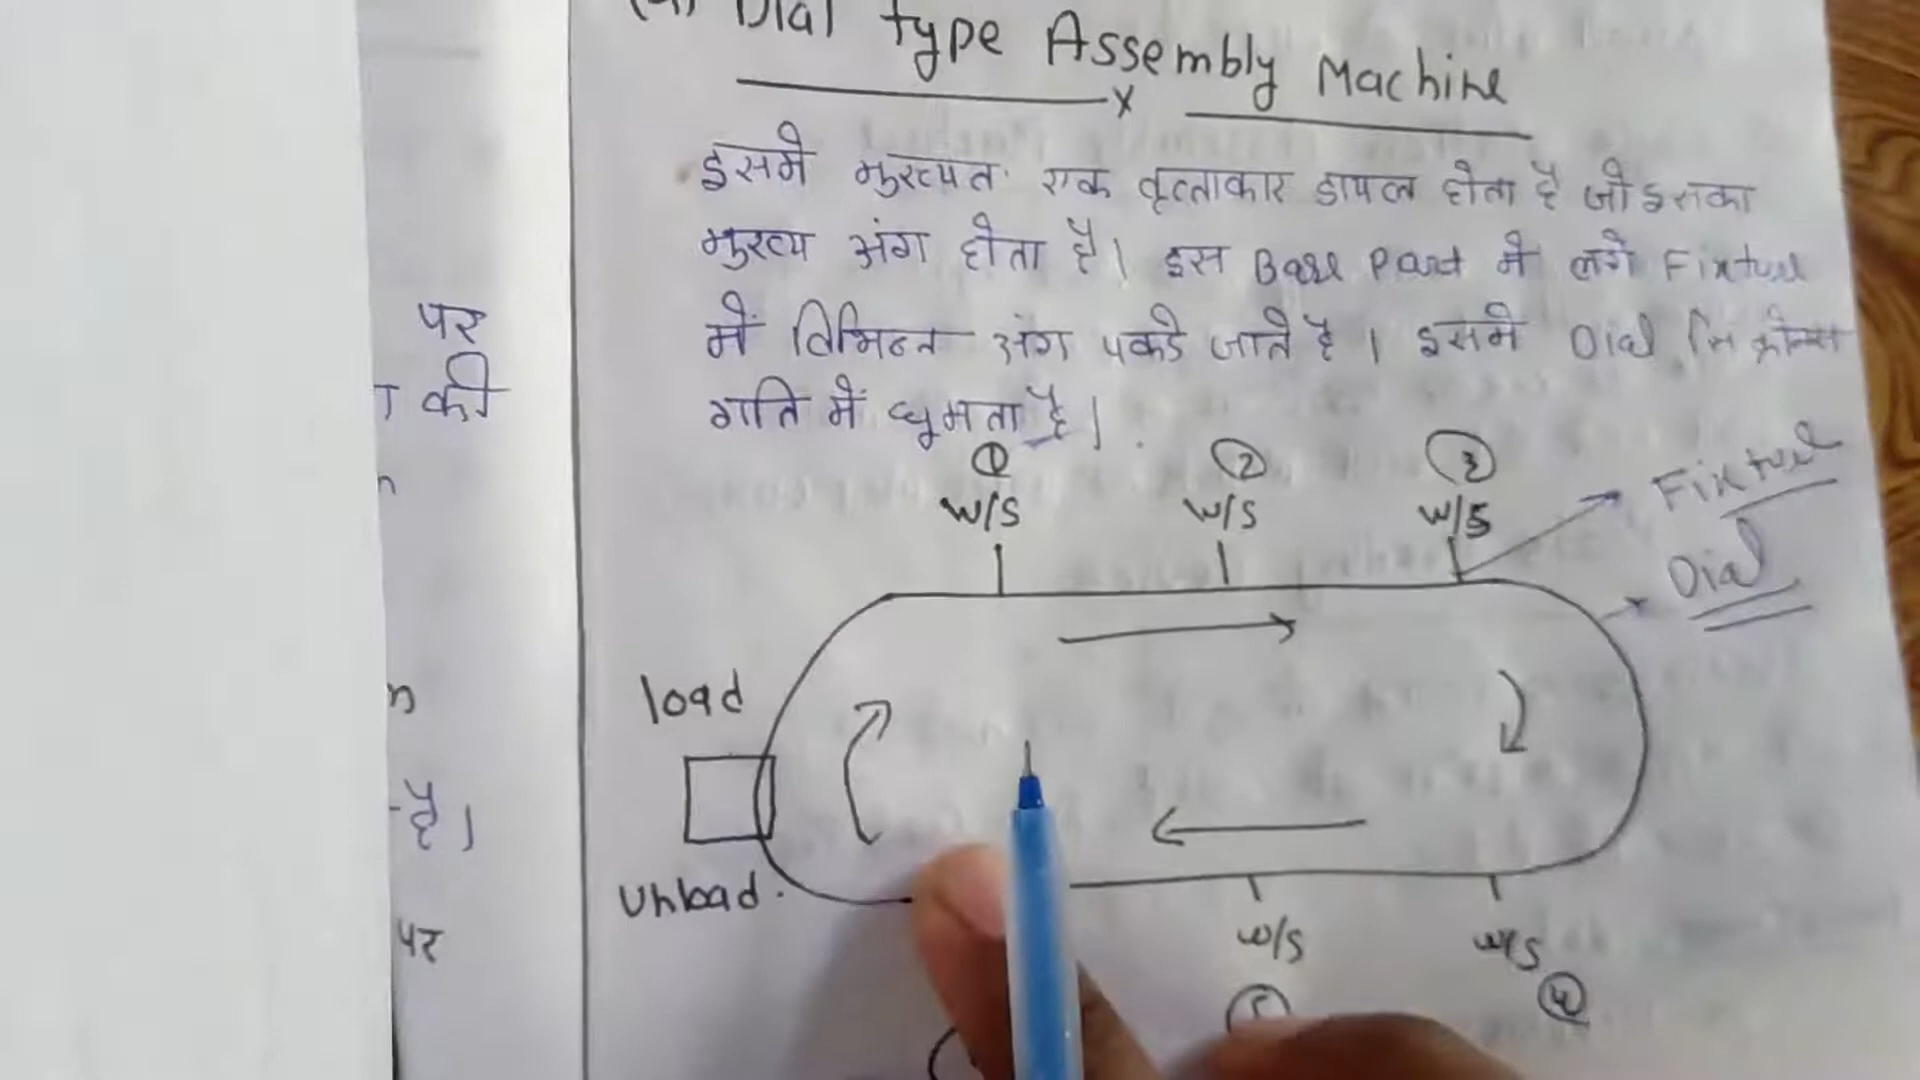 Dial type Assembly Machine
इसमे मुख्यत: एक वृत्ताकार डायल होता है जो इसका
मुख्य अंग होता है। इस Base Part मे लगे Fixture
में विभिन्न अंग पकडे जाते है। इसमे Dial
गति में घूमता है।
① ② ③
W/S W/S W/S
Fixture
Dial
load
Unload.
W/S W/S
5 4
पर
की
n
n
है।
पर